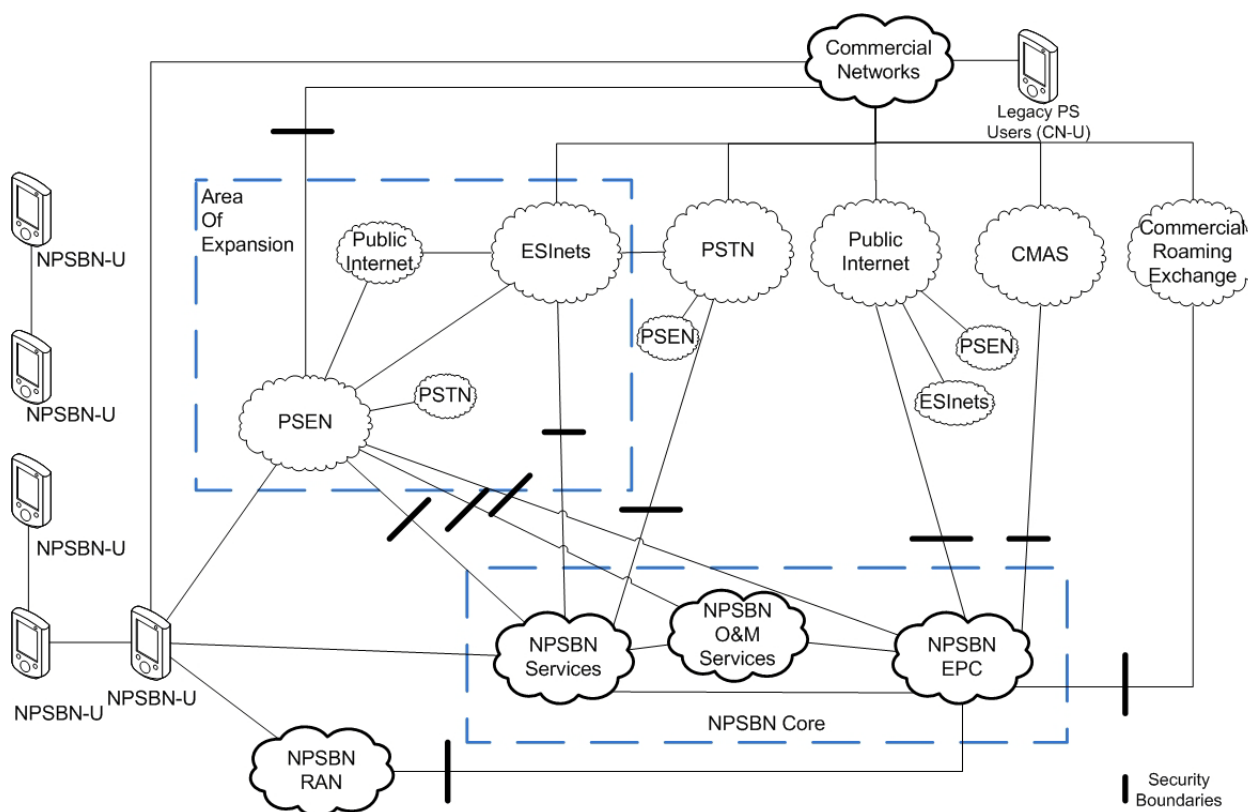 Commercial
Networks
Legacy PS
Users (CN-U)
Area
Of
Expansion
Public
Internet
ESInets
PSTN
Public
Internet
CMAS
Commercial
Roaming
Exchange
NPSBN-U
PSEN
PSEN
NPSBN-U
PSTN
ESInets
PSEN
NPSBN-U
NPSBN
Services
NPSBN
O&M
Services
NPSBN
EPC
NPSBN-U
NPSBN-U
NPSBN Core
NPSBN
RAN
Security
Boundaries